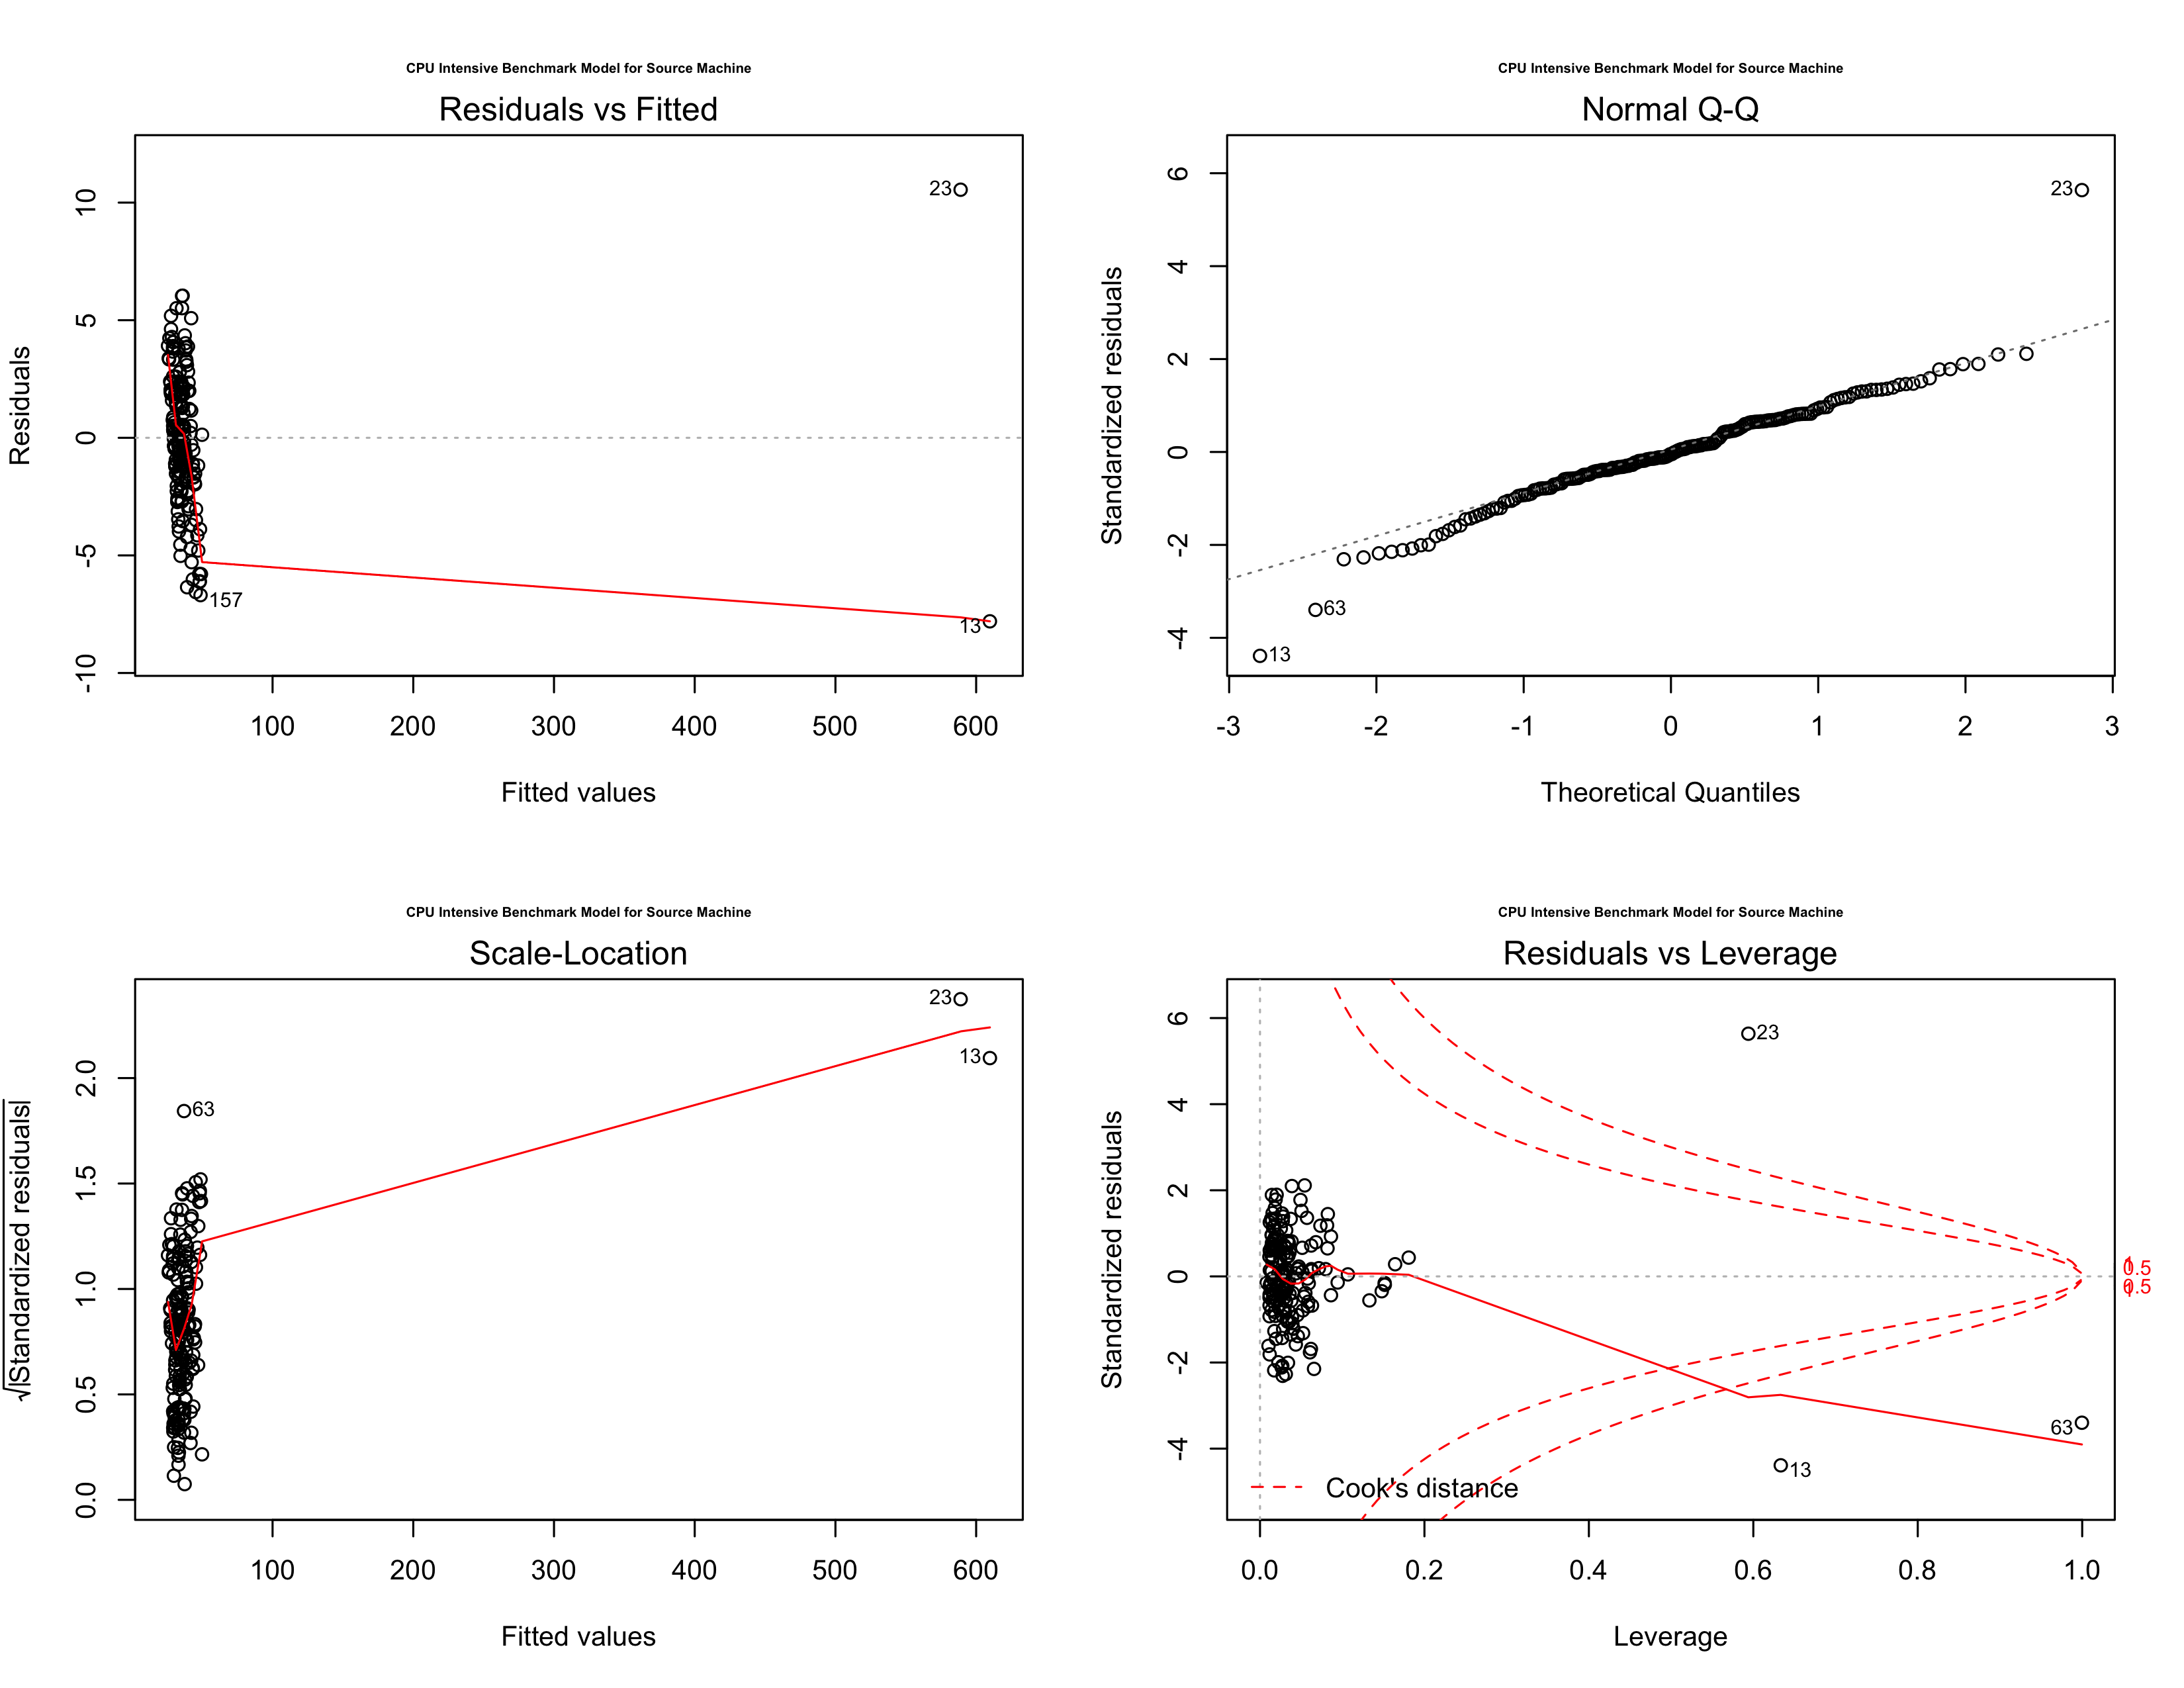 CPU Intensive Benchmark Model for Source Machine
Residuals vs Fitted
Residuals
10
5
0
-5
-10
23
157
13
100 200 300 400 500 600
Fitted values
CPU Intensive Benchmark Model for Source Machine
Normal Q-Q
Standardized residuals
6
4
2
0
-2
-4
23
63
13
-3 -2 -1 0 1 2 3
Theoretical Quantiles
CPU Intensive Benchmark Model for Source Machine
Scale-Location
√|Standardized residuals|
2.0
1.5
1.0
0.5
0.0
23
13
63
100 200 300 400 500 600
Fitted values
CPU Intensive Benchmark Model for Source Machine
Residuals vs Leverage
Standardized residuals
6
4
2
0
-2
-4
23
63
13
Cook's distance
1
0.5
0.5
1
0.0 0.2 0.4 0.6 0.8 1.0
Leverage